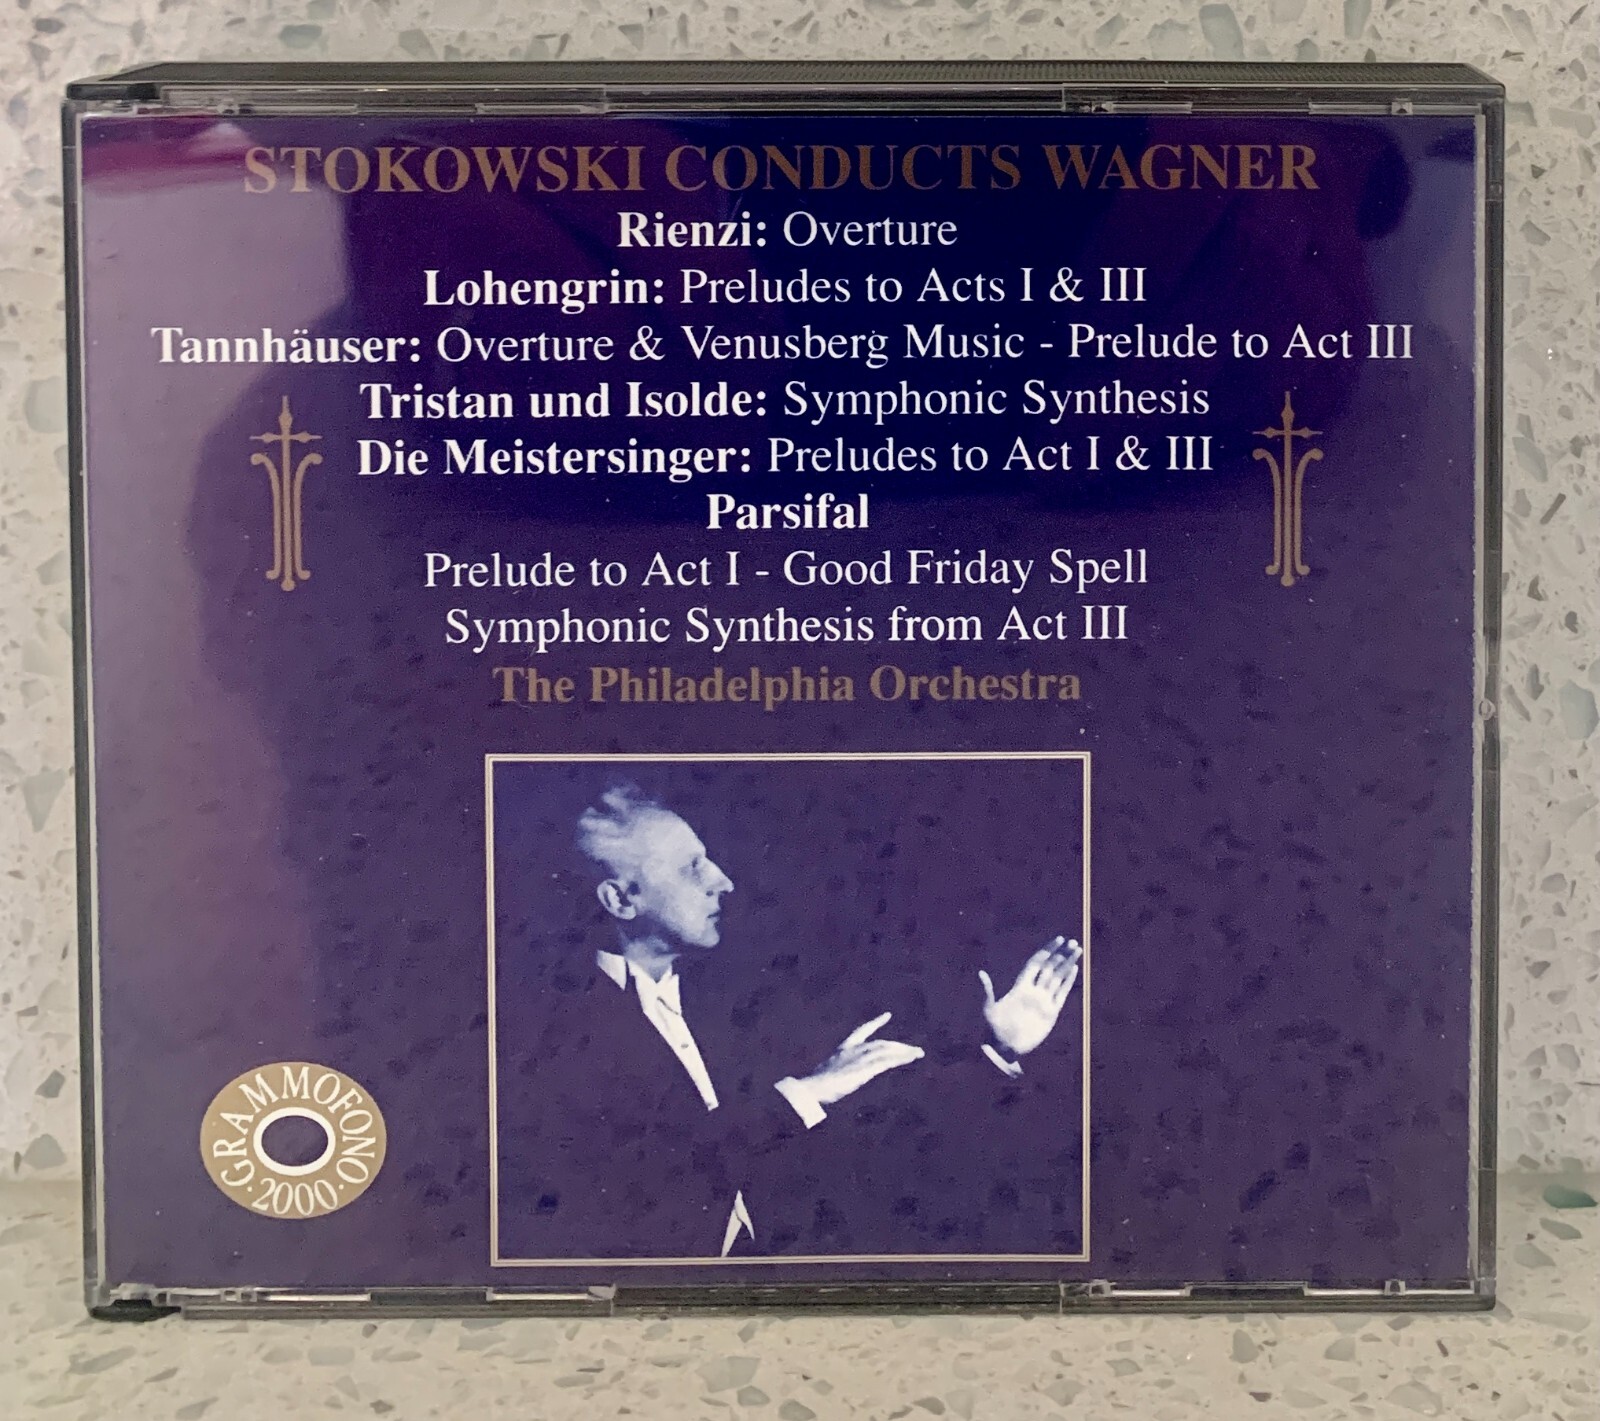 STOKOWSKI CONDUCTS WAGNER
Rienzi: Overture
Lohengrin: Preludes to Acts I & III
Tannhäuser: Overture & Venusberg Music - Prelude to Act III
Tristan und Isolde: Symphonic Synthesis
Die Meistersinger: Preludes to Act I & III
Parsifal
Prelude to Act I - Good Friday Spell
Symphonic Synthesis from Act III
The Philadelphia Orchestra
GRAMMOFONO
·2000·